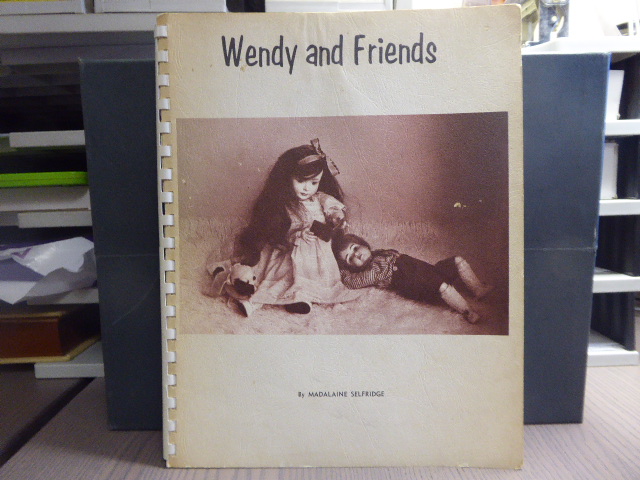 Wendy and Friends
By MADALAINE SELFRIDGE